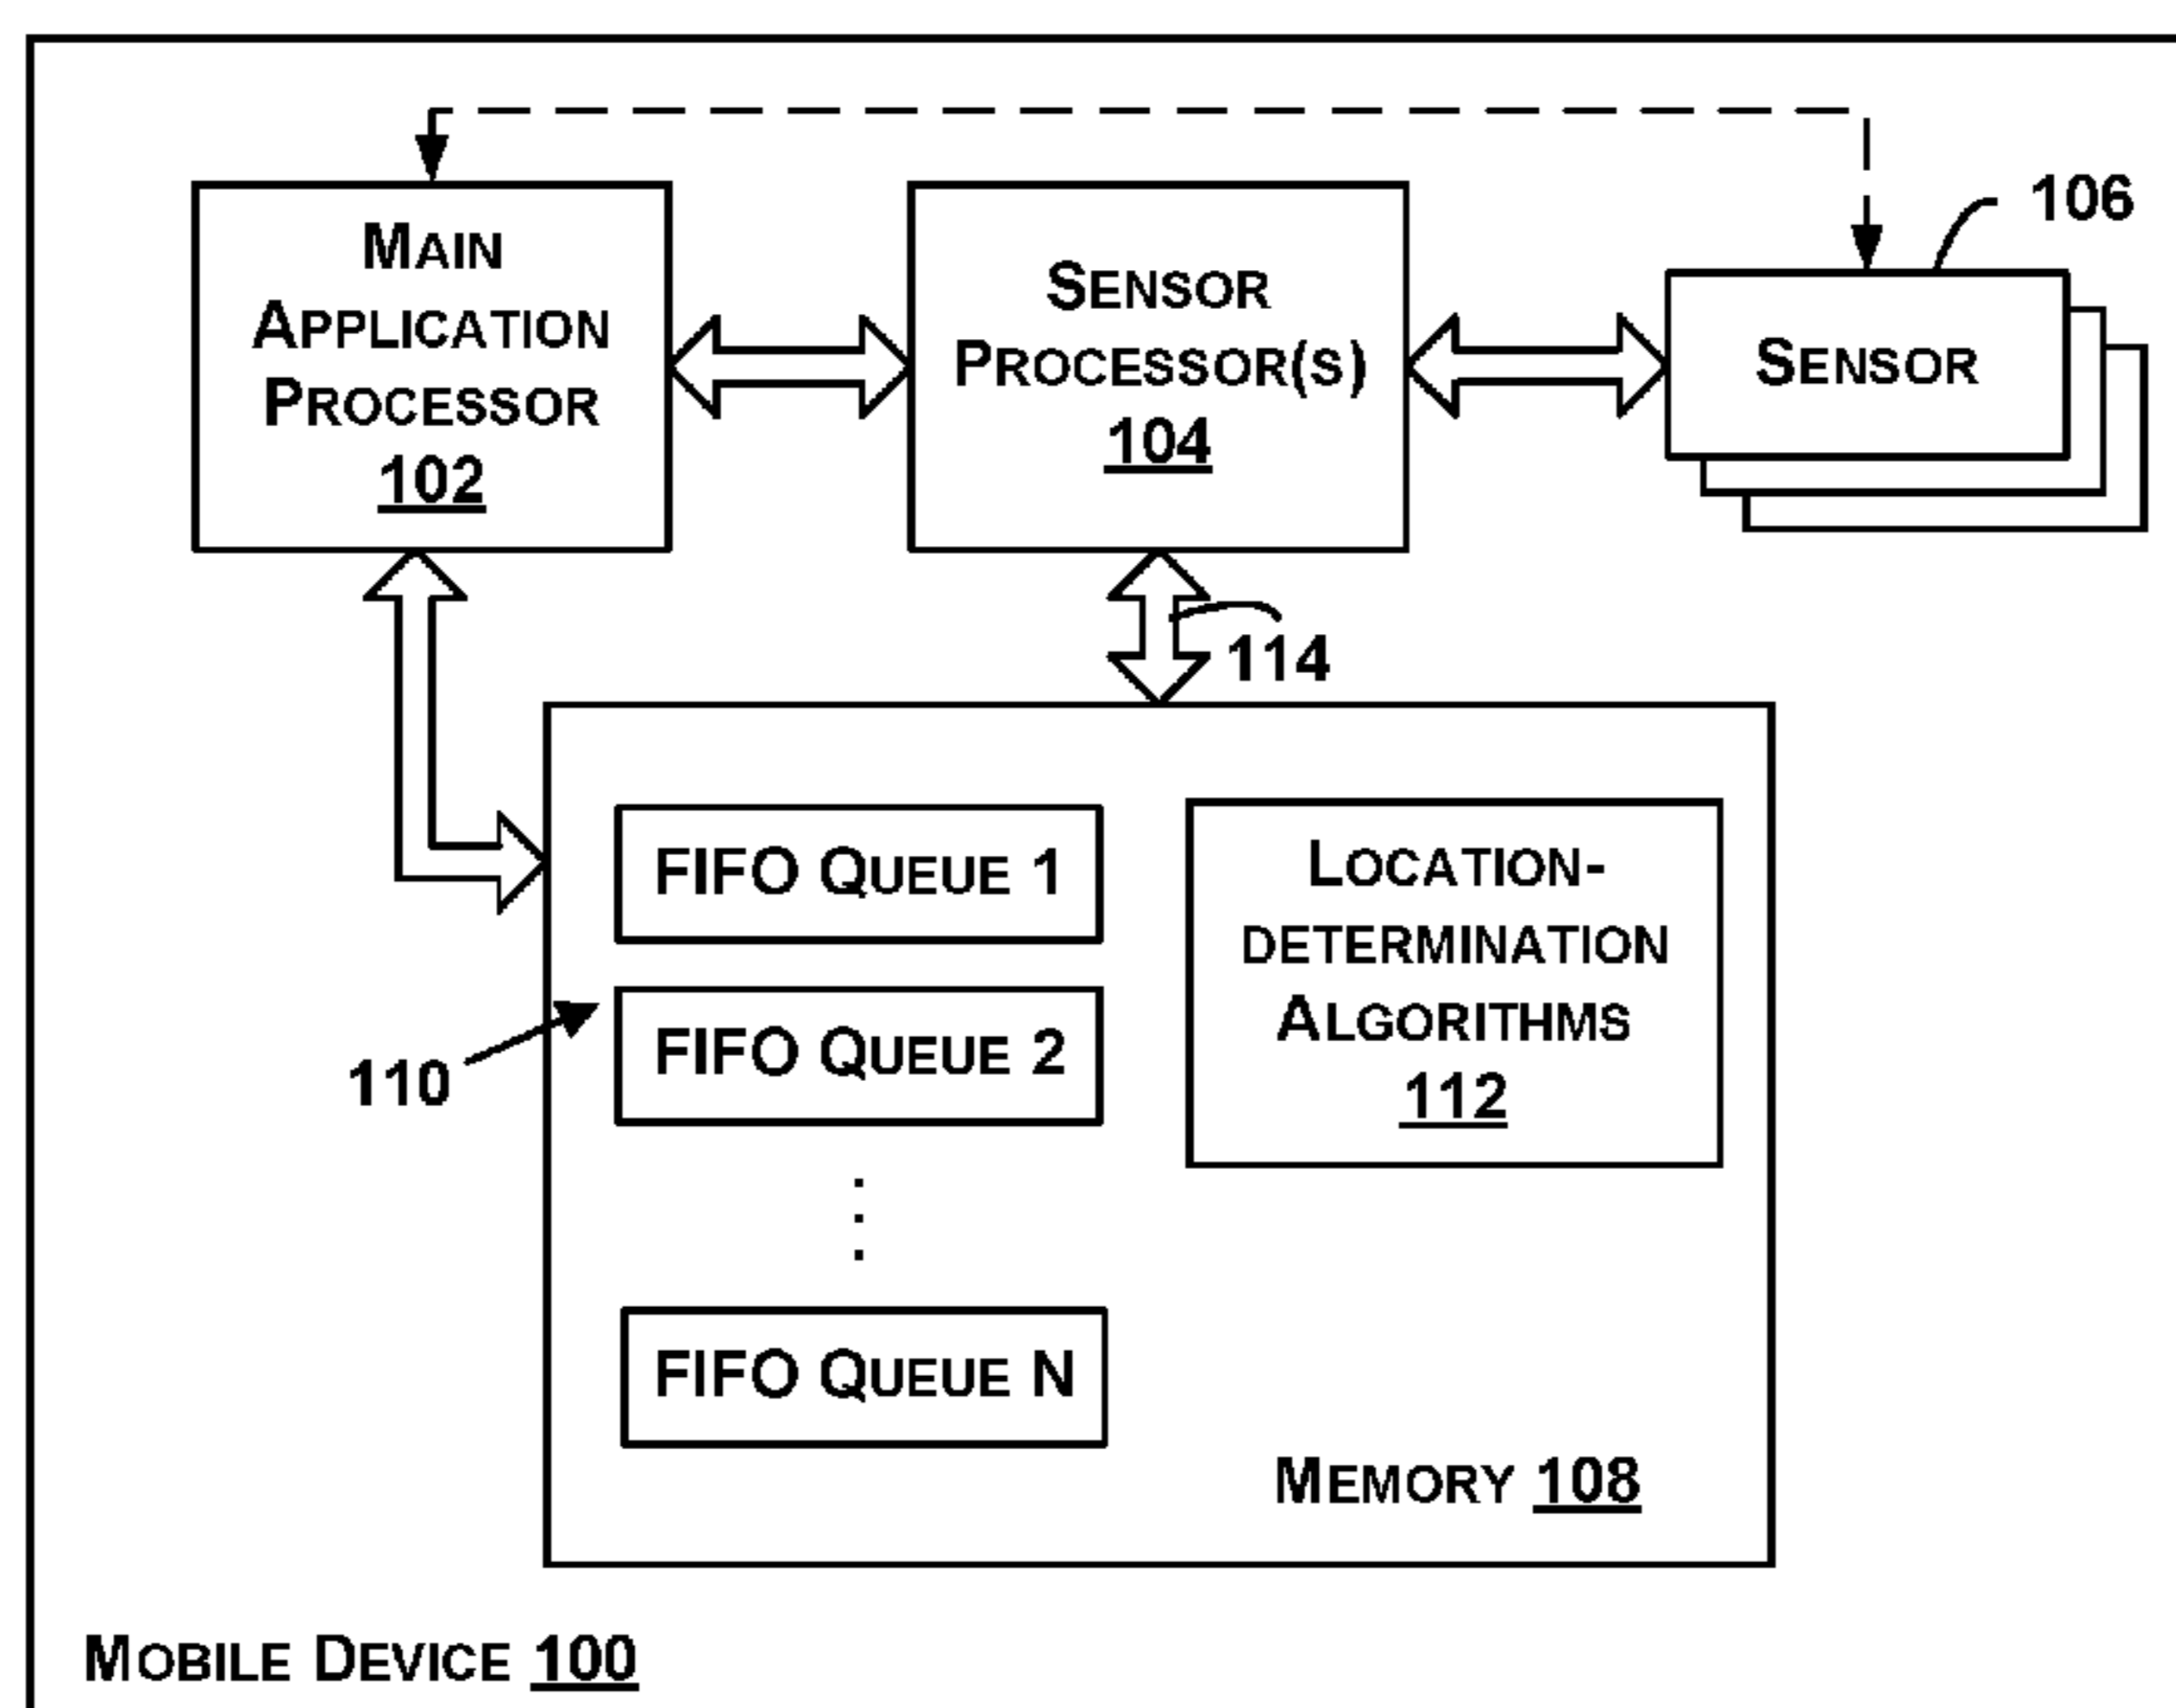 MAIN
APPLICATION
PROCESSOR
102
SENSOR
PROCESSOR(S)
104
106
SENSOR
114
FIFO QUEUE 1
FIFO QUEUE 2
110
FIFO QUEUE N
LOCATION-
DETERMINATION
ALGORITHMS
112
MEMORY 108
MOBILE DEVICE 100